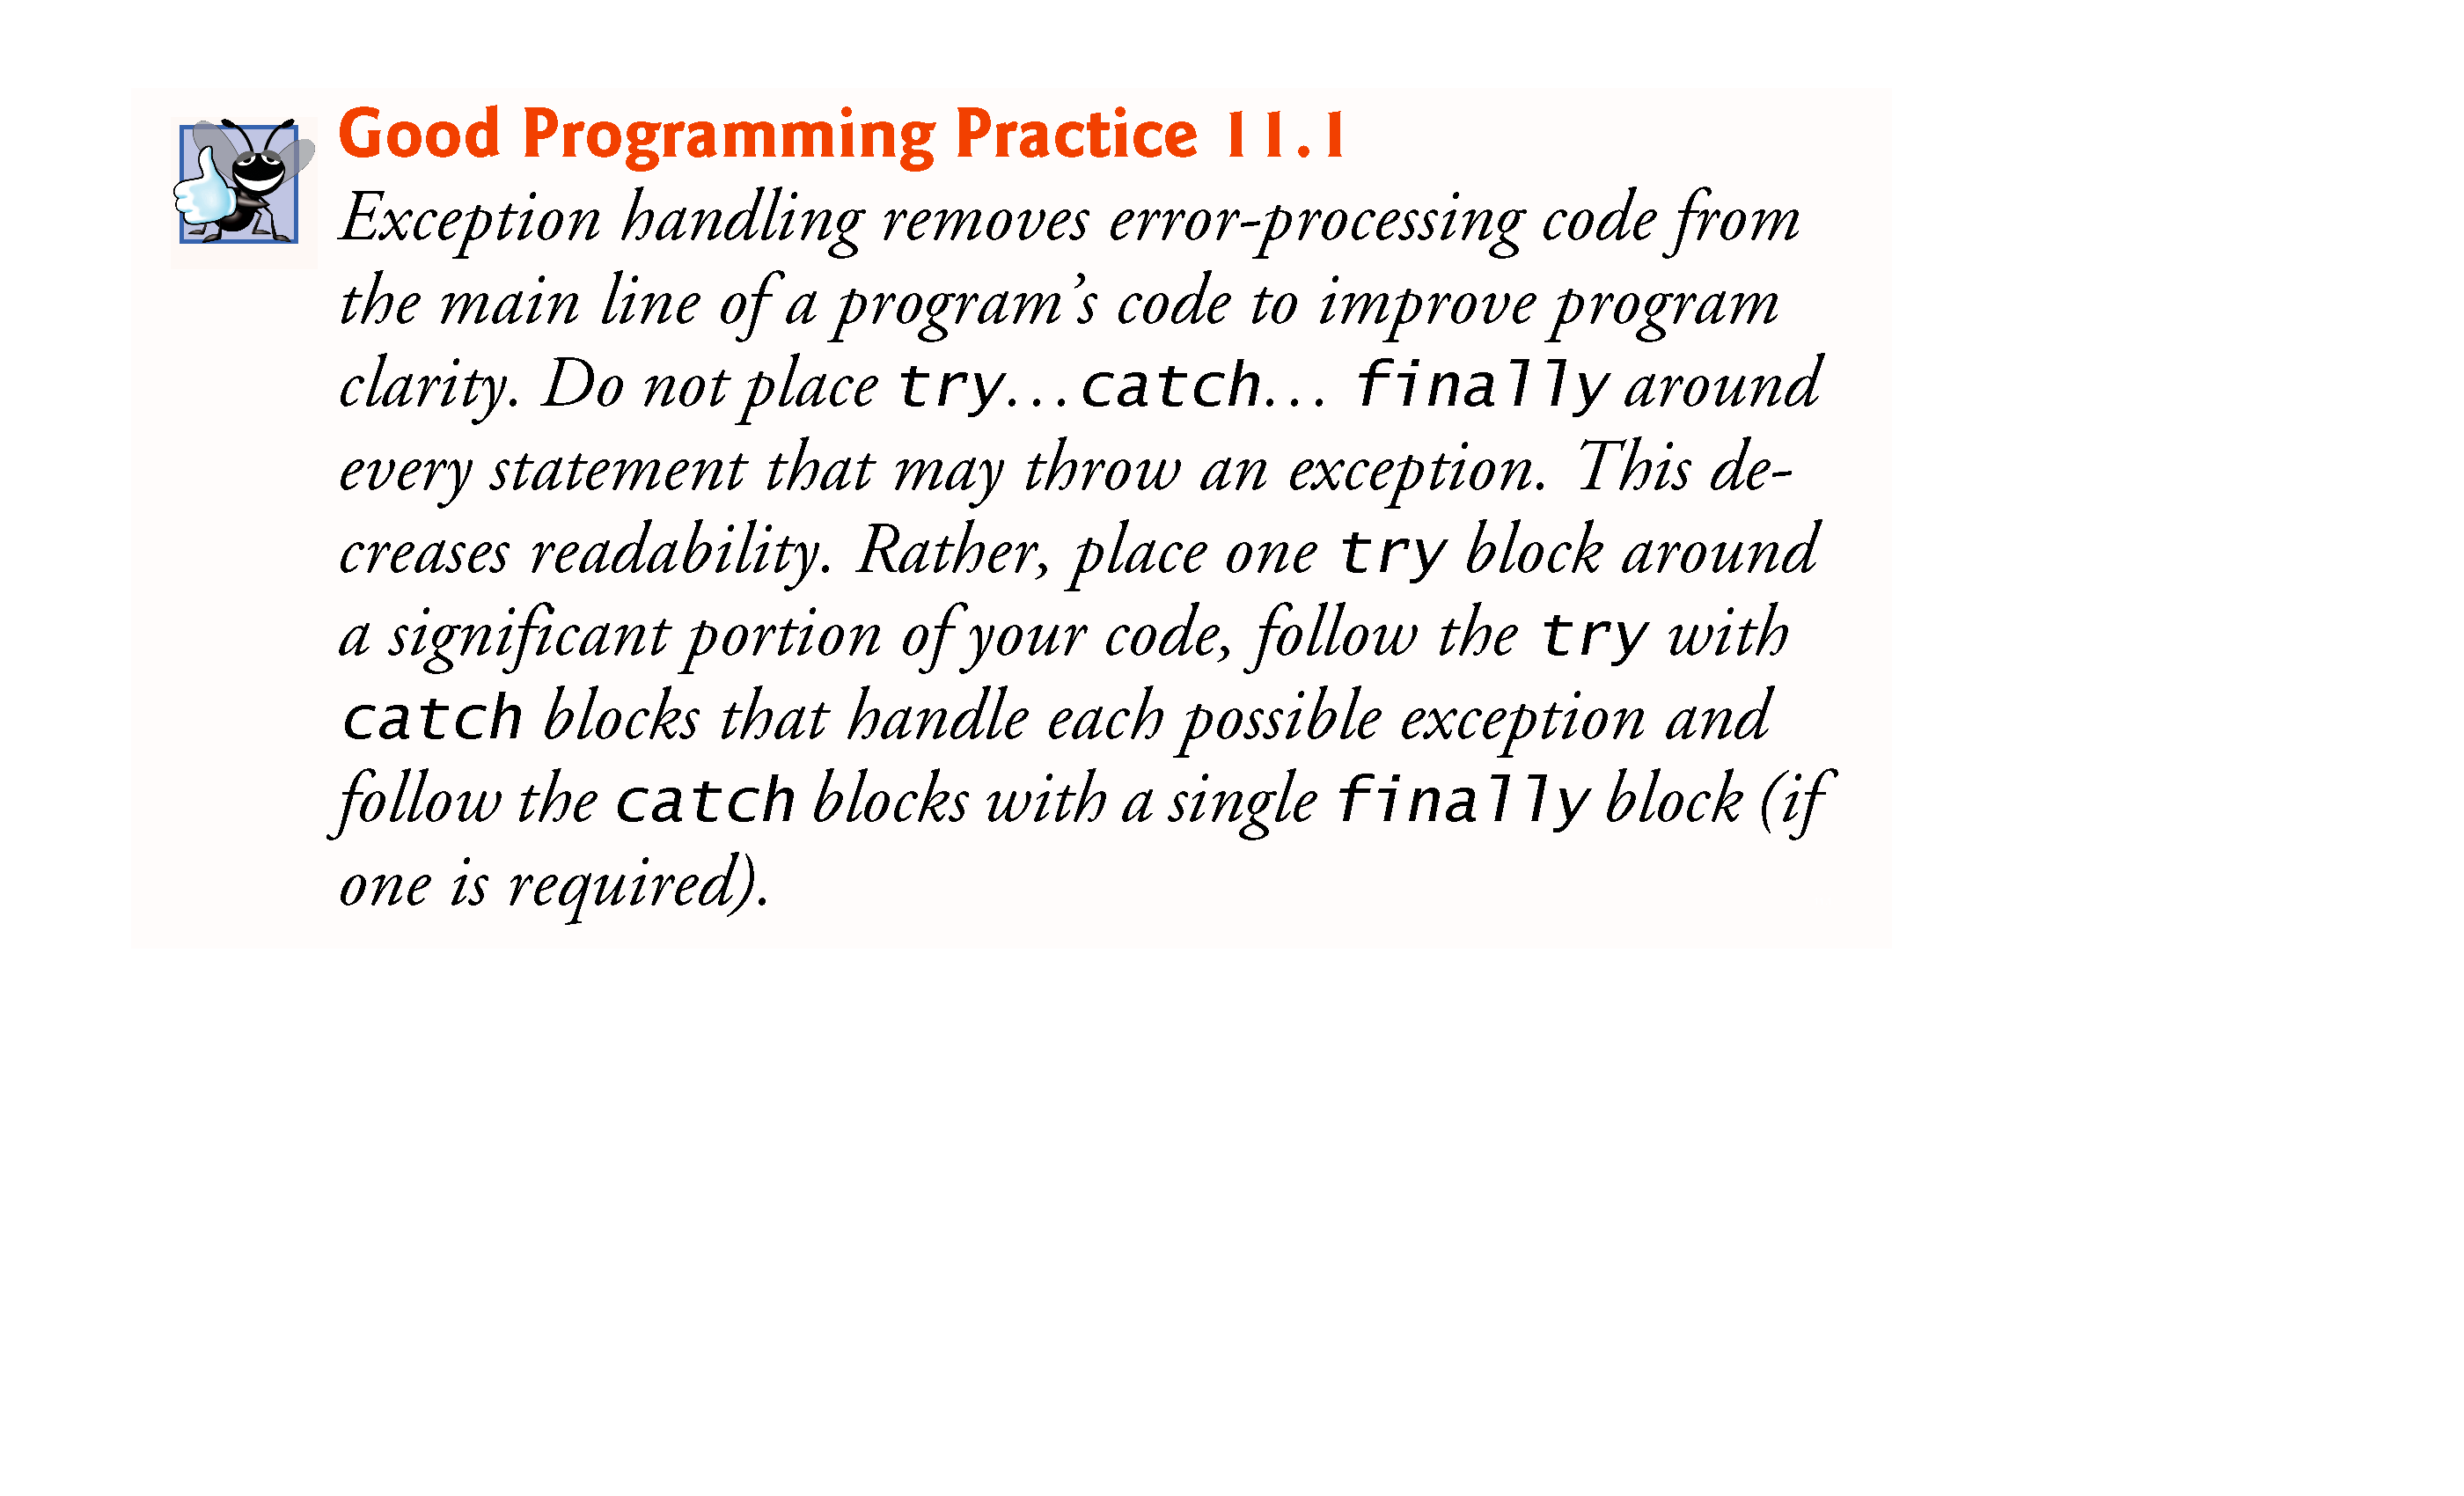 Good Programming Practice 11.1
Exception handling removes error-processing code from
the main line of a program’s code to improve program
clarity. Do not place try…catch… finally around
every statement that may throw an exception. This de-
creases readability. Rather, place one try block around
a significant portion of your code, follow the try with
catch blocks that handle each possible exception and
follow the catch blocks with a single finally block (if
one is required).